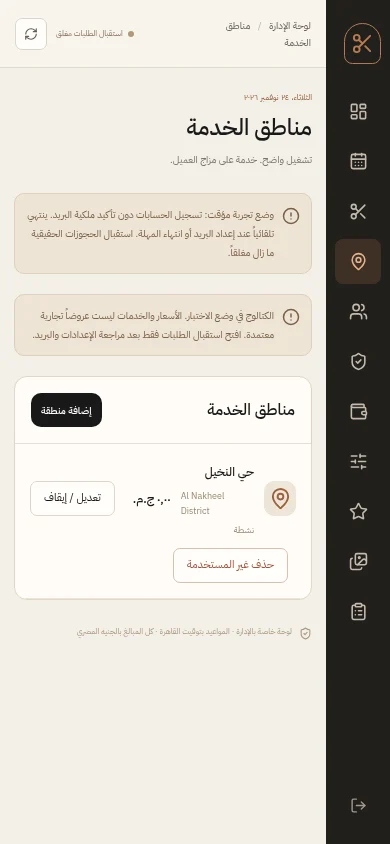 لوحة الإدارة / مناطق
الخدمة
استقبال الطلبات مغلق
الثلاثاء، ٢٤ نوفمبر ٢٠٢٦
مناطق الخدمة
تشغيل واضح. خدمة على مزاج العميل.
وضع تجربة مؤقت: تسجيل الحسابات دون تأكيد ملكية البريد. ينتهي
تلقائياً عند إعداد البريد أو انتهاء المهلة. استقبال الحجوزات الحقيقية
ما زال مغلقاً.
الكتالوج في وضع الاختبار. الأسعار والخدمات ليست عروضاً تجارية
معتمدة. افتح استقبال الطلبات فقط بعد مراجعة الإعدادات والبريد.
مناطق الخدمة
إضافة منطقة
حي النخيل
Al Nakheel
District
نشطة
٠٫٠٠ ج.م.
تعديل / إيقاف
حذف غير المستخدمة
لوحة خاصة بالإدارة · المواعيد بتوقيت القاهرة · كل المبالغ بالجنيه المصري